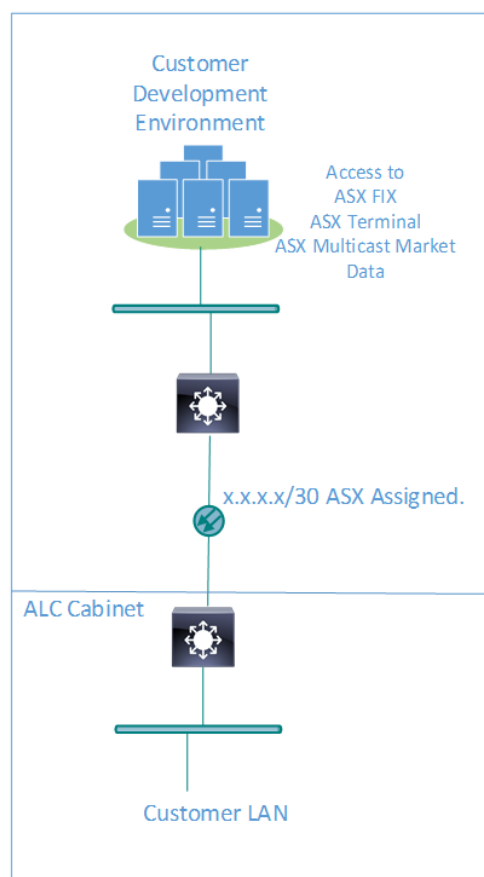 Customer
Development
Environment
Access to
ASX FIX
ASX Terminal
ASX Multicast Market
Data
x.x.x.x/30 ASX Assigned.
ALC Cabinet
Customer LAN